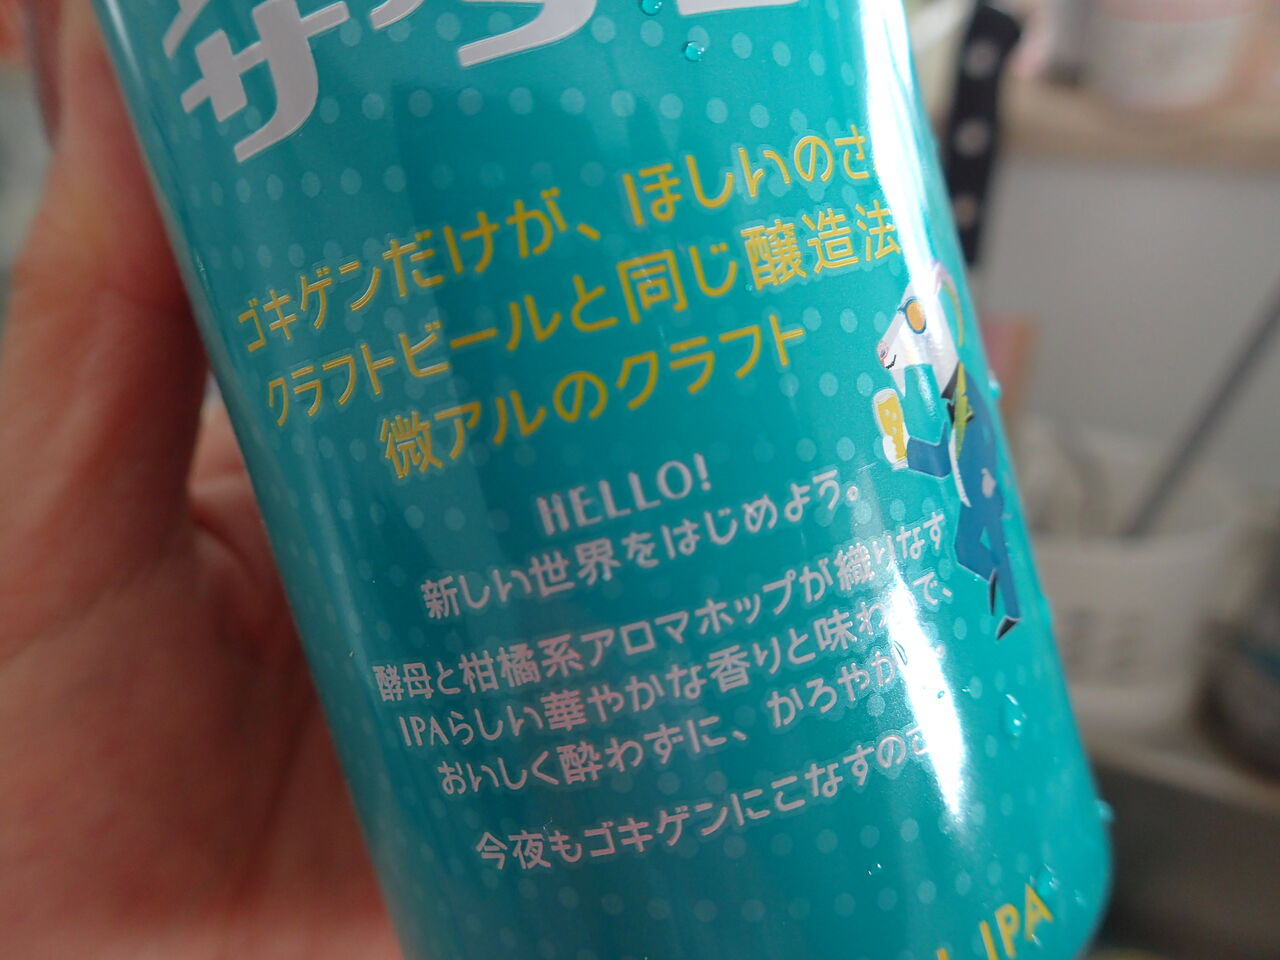 ゴキゲンだけが、ほしいのさ
クラフトビールと同じ醸造法
微アルのクラフト
HELLO!
新しい世界をはじめよう。
酵母と柑橘系アロマホップが織りなす
IPAらしい華やかな香りと味わ で、
おいしく酔わずに、かろやか
今夜もゴキゲンにこなすのさ
IPA